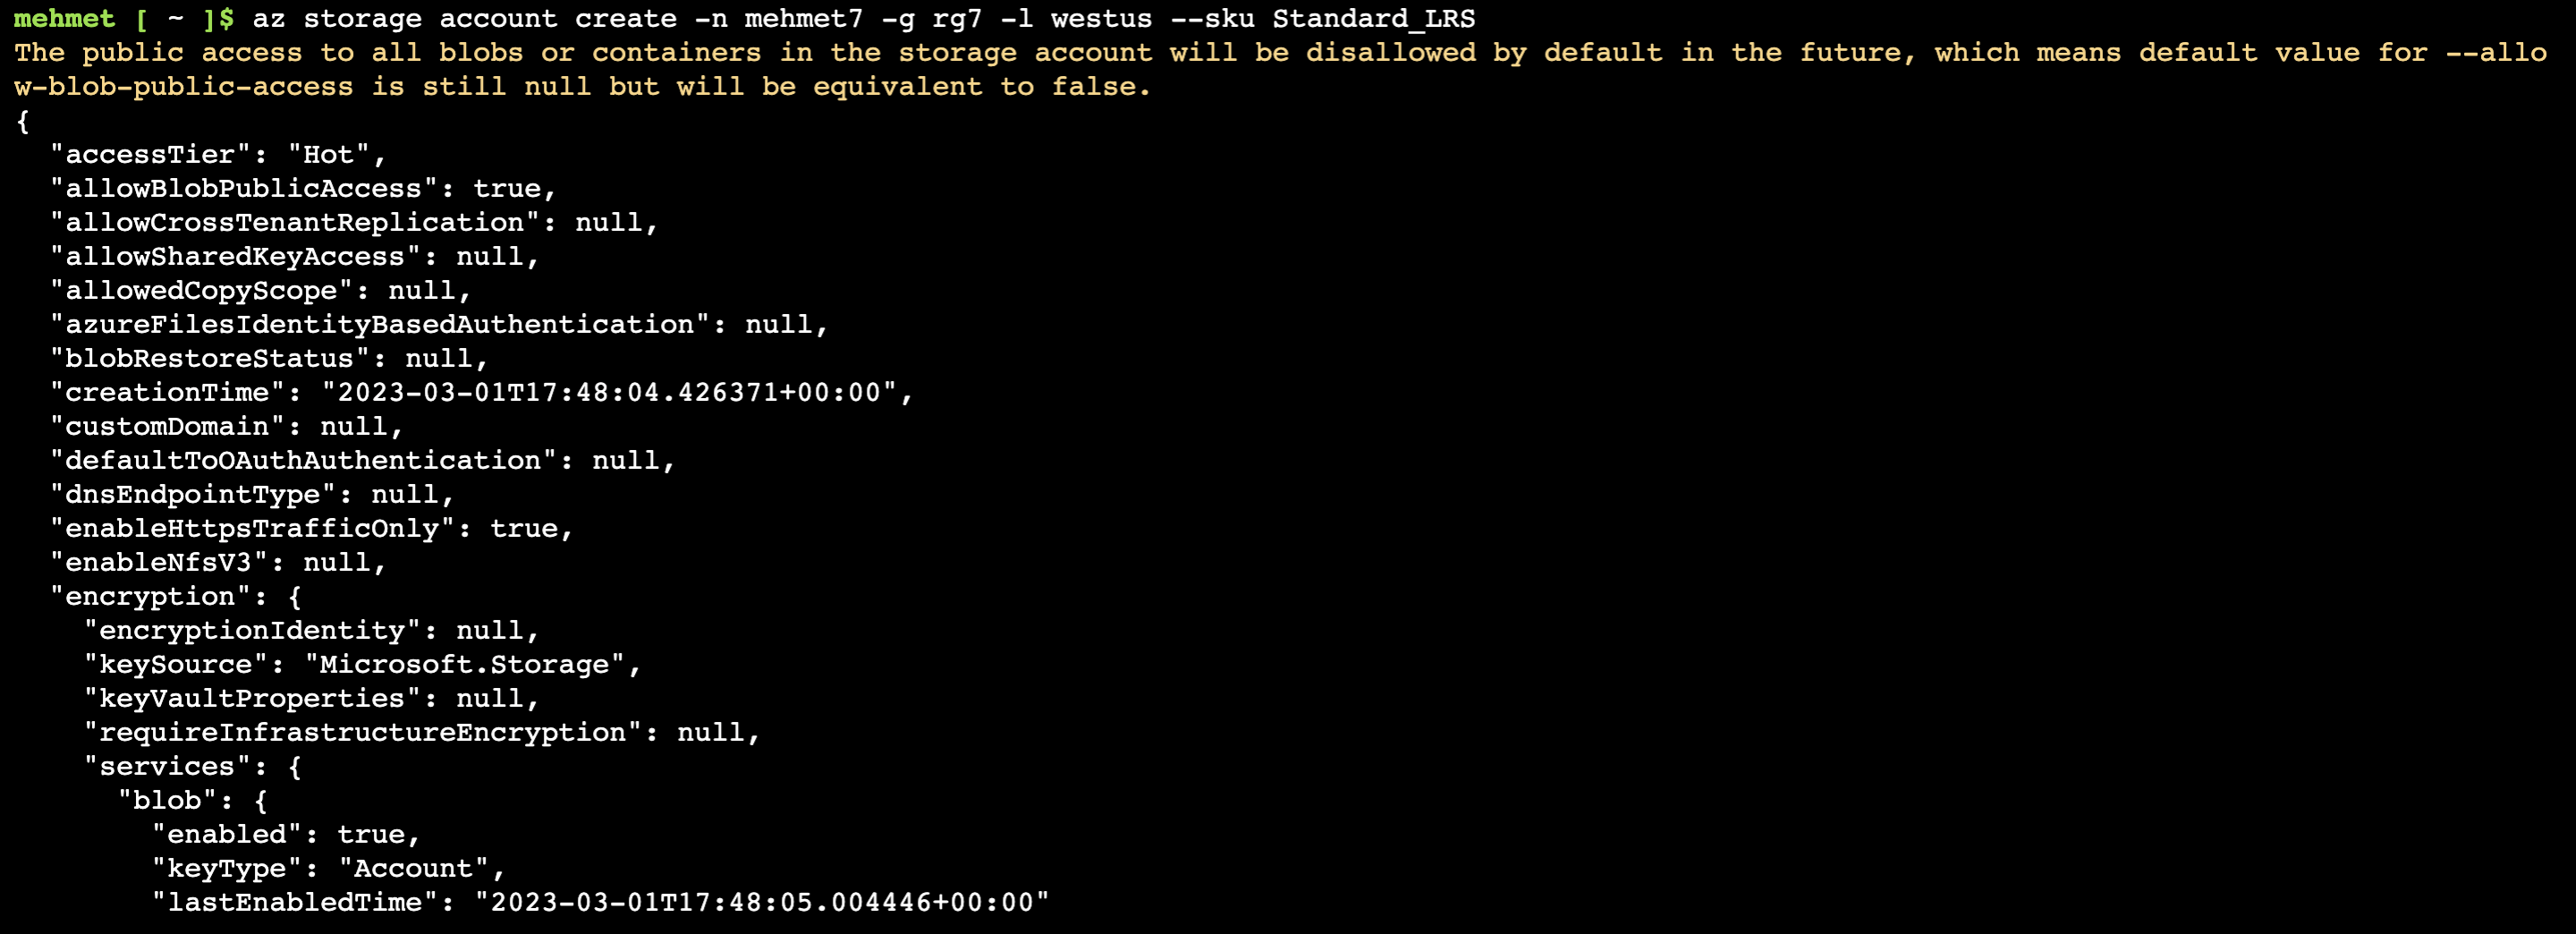 mehmet [ ~ ]$ az storage account create -n mehmet7 -g rg7 -l westus --sku Standard_LRS
The public access to all blobs or containers in the storage account will be disallowed by default in the future, which means default value for --allo
w-blob-public-access is still null but will be equivalent to false.
{
  "accessTier": "Hot",
  "allowBlobPublicAccess": true,
  "allowCrossTenantReplication": null,
  "allowSharedKeyAccess": null,
  "allowedCopyScope": null,
  "azureFilesIdentityBasedAuthentication": null,
  "blobRestoreStatus": null,
  "creationTime": "2023-03-01T17:48:04.426371+00:00",
  "customDomain": null,
  "defaultToOAuthAuthentication": null,
  "dnsEndpointType": null,
  "enableHttpsTrafficOnly": true,
  "enableNfsV3": null,
  "encryption": {
    "encryptionIdentity": null,
    "keySource": "Microsoft.Storage",
    "keyVaultProperties": null,
    "requireInfrastructureEncryption": null,
    "services": {
      "blob": {
        "enabled": true,
        "keyType": "Account",
        "lastEnabledTime": "2023-03-01T17:48:05.004446+00:00"